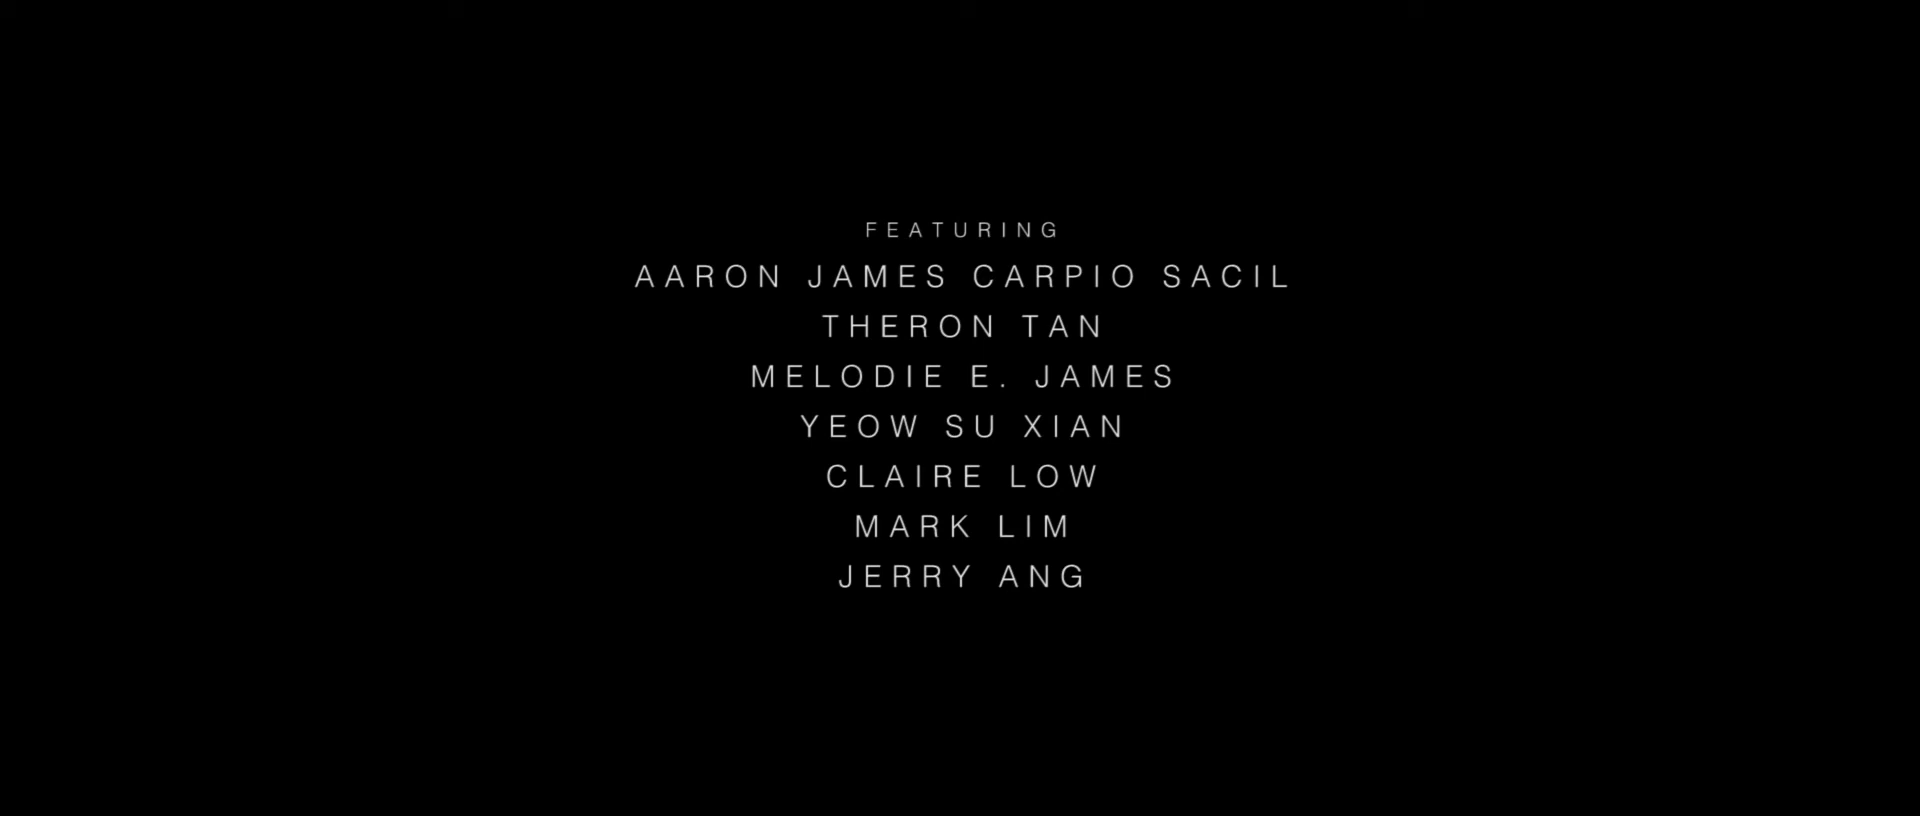 FEATURING
AARON JAMES CARPIO SACIL
THERON TAN
MELODIE E. JAMES
YEOW SU XIAN
CLAIRE LOW
MARK LIM
JERRY ANG